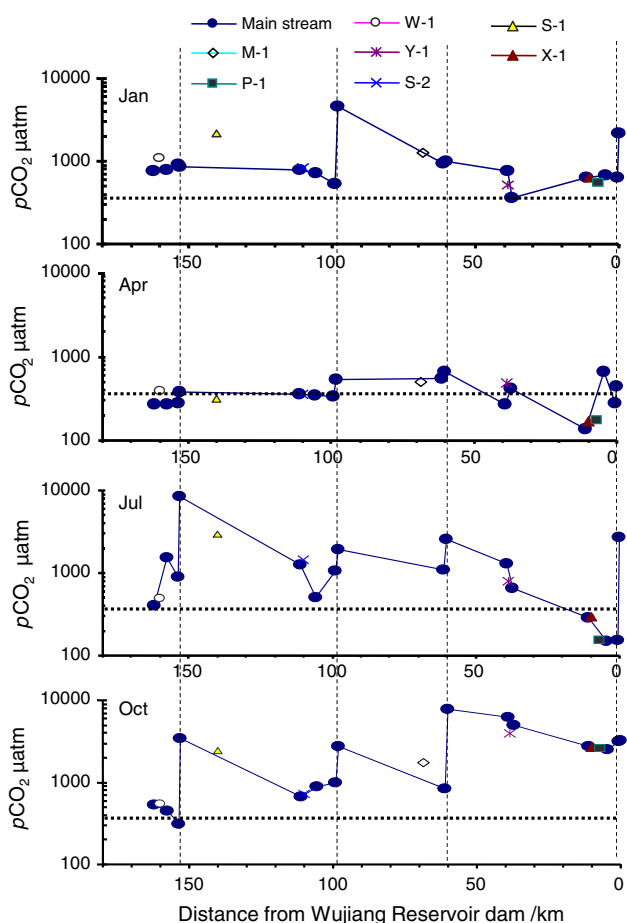 Main stream W-1 S-1
M-1 Y-1 X-1
P-1 S-2
10000
Jan
1000
100
pCO₂ µatm
150 100 50 0
10000
Apr
1000
100
pCO₂ µatm
150 100 50 0
10000
Jul
1000
100
pCO₂ µatm
150 100 50 0
10000
Oct
1000
100
pCO₂ µatm
150 100 50 0
Distance from Wujiang Reservoir dam /km